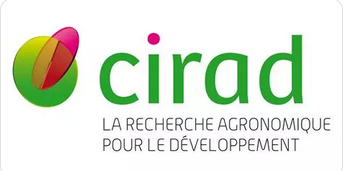 cirad
LA RECHERCHE AGRONOMIQUE
POUR LE DÉVELOPPEMENT